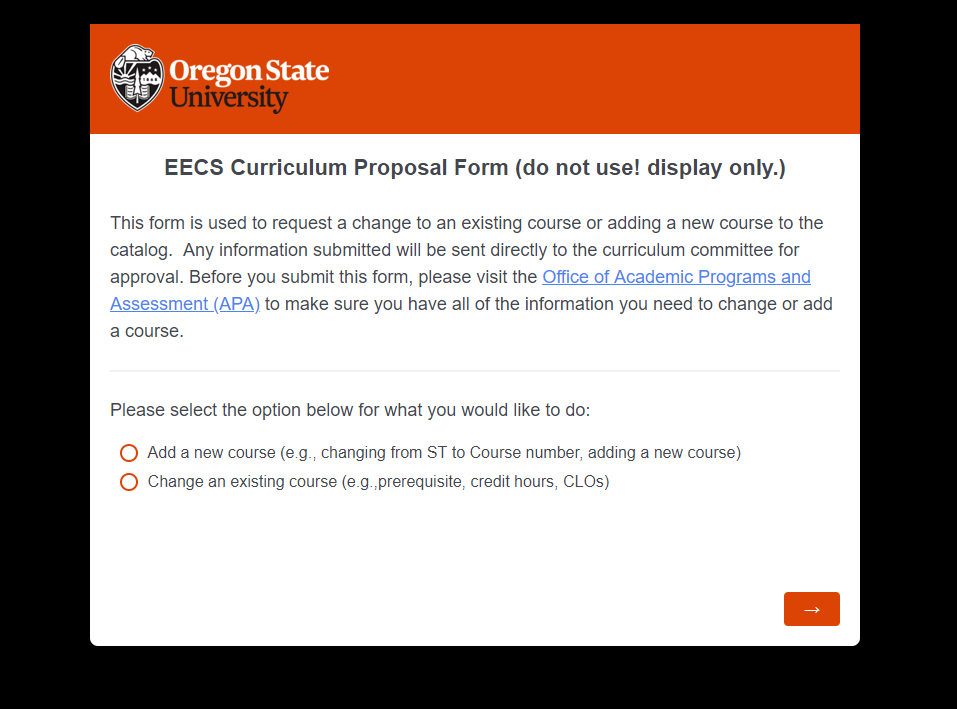 Oregon State
University
EECS Curriculum Proposal Form (do not use! display only.)
This form is used to request a change to an existing course or adding a new course to the
catalog.  Any information submitted will be sent directly to the curriculum committee for
approval. Before you submit this form, please visit the Office of Academic Programs and
Assessment (APA) to make sure you have all of the information you need to change or add
a course.
Please select the option below for what you would like to do:
Add a new course (e.g., changing from ST to Course number, adding a new course)
Change an existing course (e.g.,prerequisite, credit hours, CLOs)
→